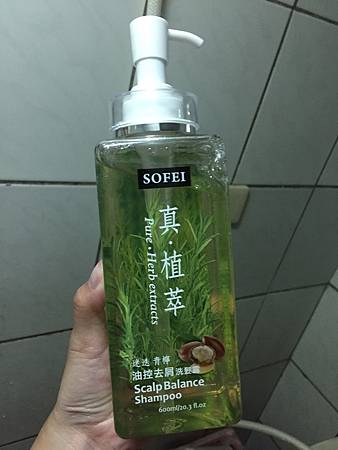 SOFEI
真・植萃
Pure・Herb extracts
迷迭 青檸
油控去屑洗髮露
Scalp Balance
Shampoo
600ml/20.3 fl.oz